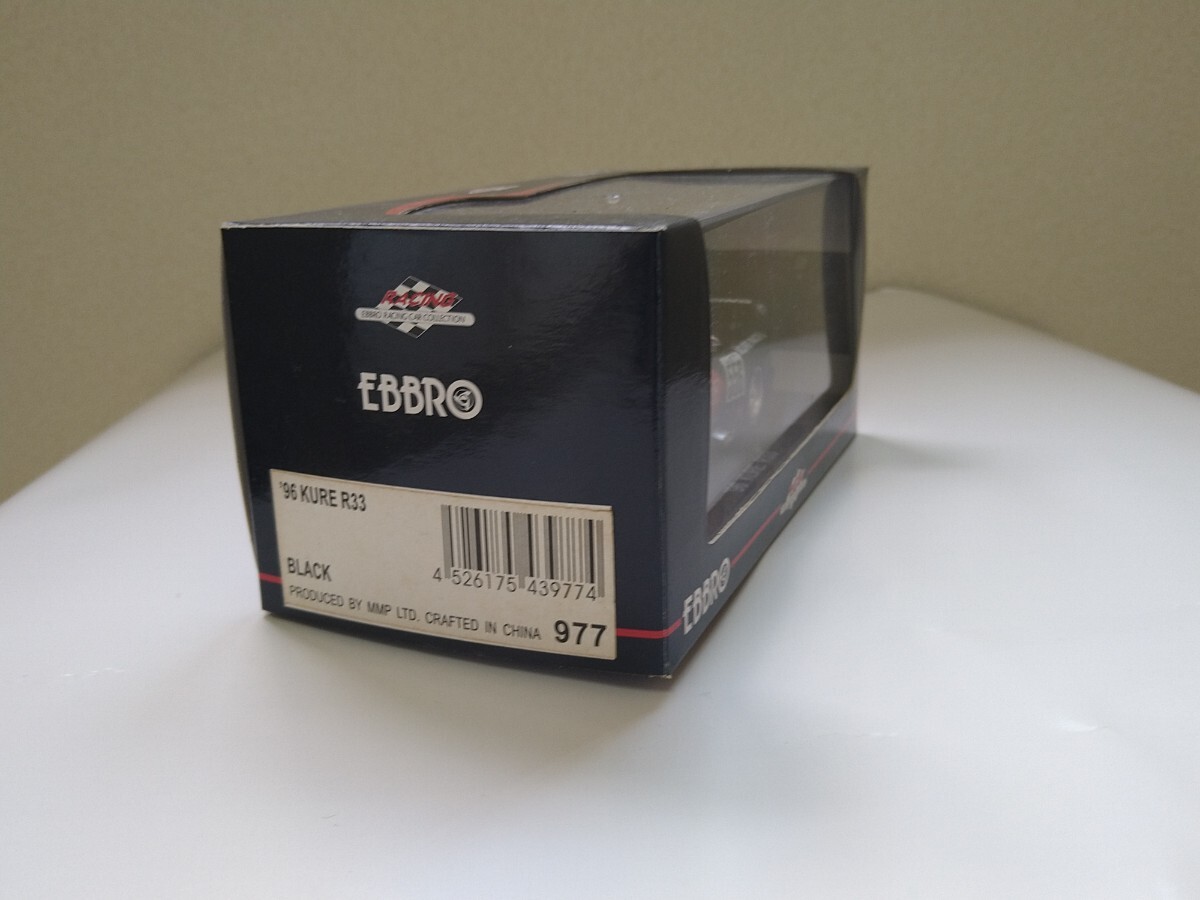 RACING
EBBRO RACING CAR COLLECTION
EBBRO
'96 KURE R33
BLACK
4 526175 439774
PRODUCED BY MMP LTD. CRAFTED IN CHINA 977
EBBRO